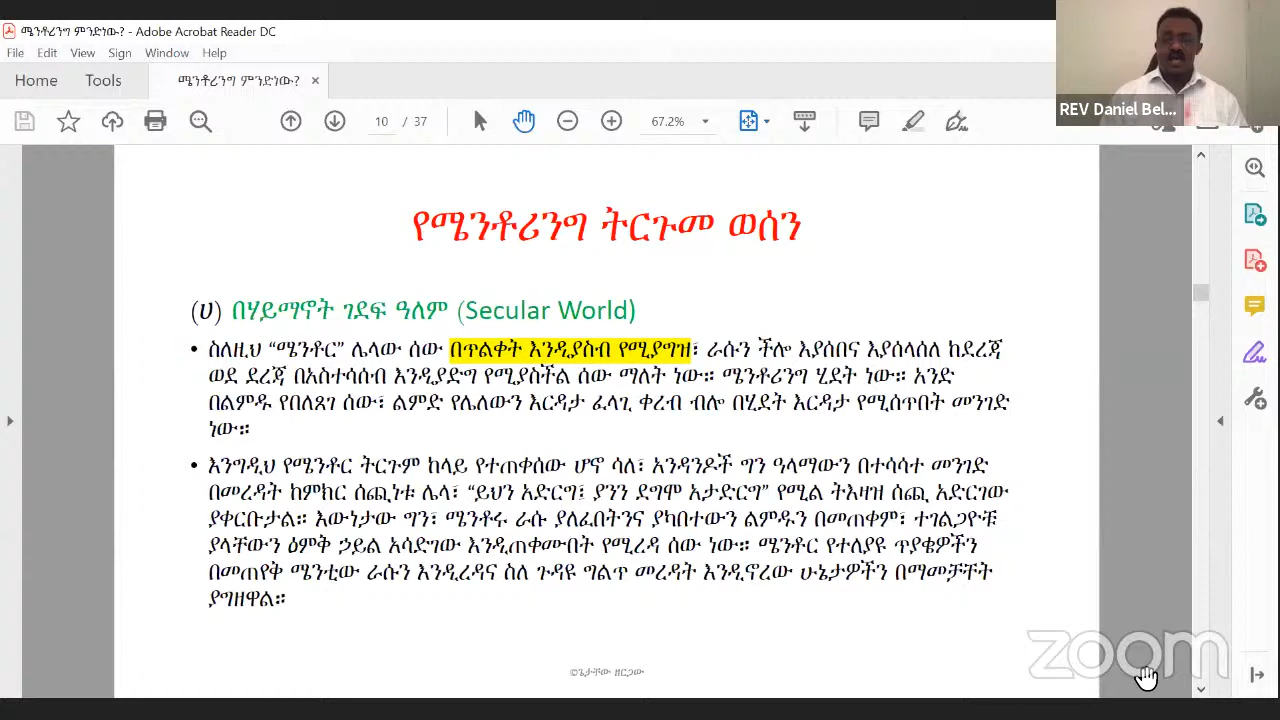 ሜንቶሪንግ ምንድነው? - Adobe Acrobat Reader DC
File Edit View Sign Window Help
Home Tools ሜንቶሪንግ ምንድነው? ×
10 / 37 67.2%
REV Daniel Bel...
የሜንቶሪንግ ትርጉመ ወሰን
(ሀ) በሃይማኖት ገደፍ ዓለም (Secular World)
• ስለዚህ “ሜንቶር” ሌላው ሰው በጥልቀት እንዲያስብ የሚያግዝ፣ ራሱን ችሎ እያሰበና እያሰላሰለ ከደረጃ
ወደ ደረጃ በአስተሳሰብ እንዲያድግ የሚያስችል ሰው ማለት ነው። ሜንቶሪንግ ሂደት ነው። አንድ
በልምዱ የበለጸገ ሰው፣ ልምድ የሌለውን እርዳታ ፈላጊ ቀረብ ብሎ በሂደት እርዳታ የሚሰጥበት መንገድ
ነው።
• እንግዲህ የሜንቶር ትርጉም ከላይ የተጠቀሰው ሆኖ ሳለ፣ አንዳንዶች ግን ዓላማውን በተሳሳተ መንገድ
በመረዳት ከምክር ሰጪነቱ ሌላ፣ “ይህን አድርግ፤ ያንን ደግሞ አታድርግ” የሚል ትእዛዝ ሰጪ አድርገው
ያቀርቡታል። እውነታው ግን፣ ሜንቶሩ ራሱ ያለፈበትንና ያካበተውን ልምዱን በመጠቀም፣ ተገልጋዮቹ
ያላቸውን ዕምቅ ኃይል አሳድገው እንዲጠቀሙበት የሚረዳ ሰው ነው። ሜንቶር የተለያዩ ጥያቄዎችን
በመጠየቅ ሜንቲው ራሱን እንዲረዳና ስለ ጉዳዩ ግልጥ መረዳት እንዲኖረው ሁኔታዎችን በማመቻቸት
ያግዘዋል።
©ጌታቸው ዘርጋው
zoom